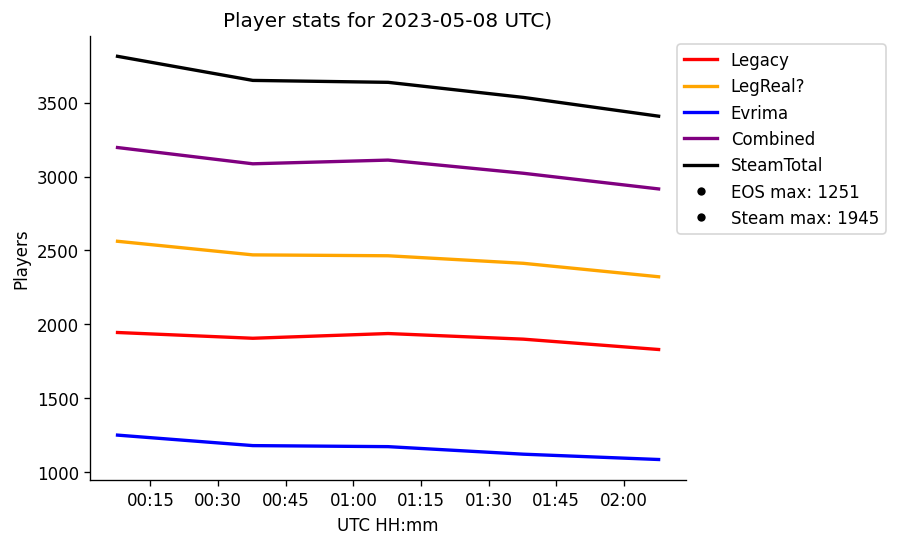 Player stats for 2023-05-08 UTC)
Legacy
LegReal?
Evrima
Combined
SteamTotal
EOS max: 1251
Steam max: 1945
Players
3500
3000
2500
2000
1500
1000
00:15 00:30 00:45 01:00 01:15 01:30 01:45 02:00
UTC HH:mm